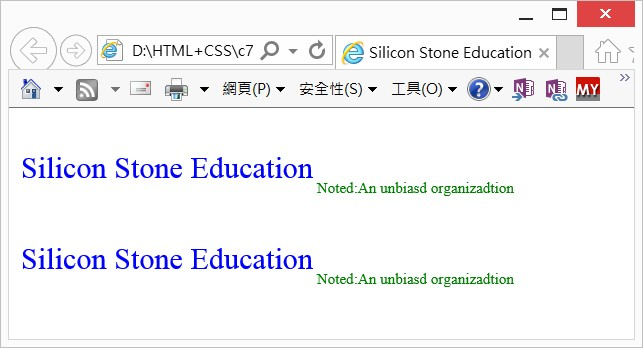 D:\HTML+CSS\c7
Silicon Stone Education
網頁(P) 安全性(S) 工具(O) ? N N MY
Silicon Stone Education Noted:An unbiasd organizadtion
Silicon Stone Education Noted:An unbiasd organizadtion